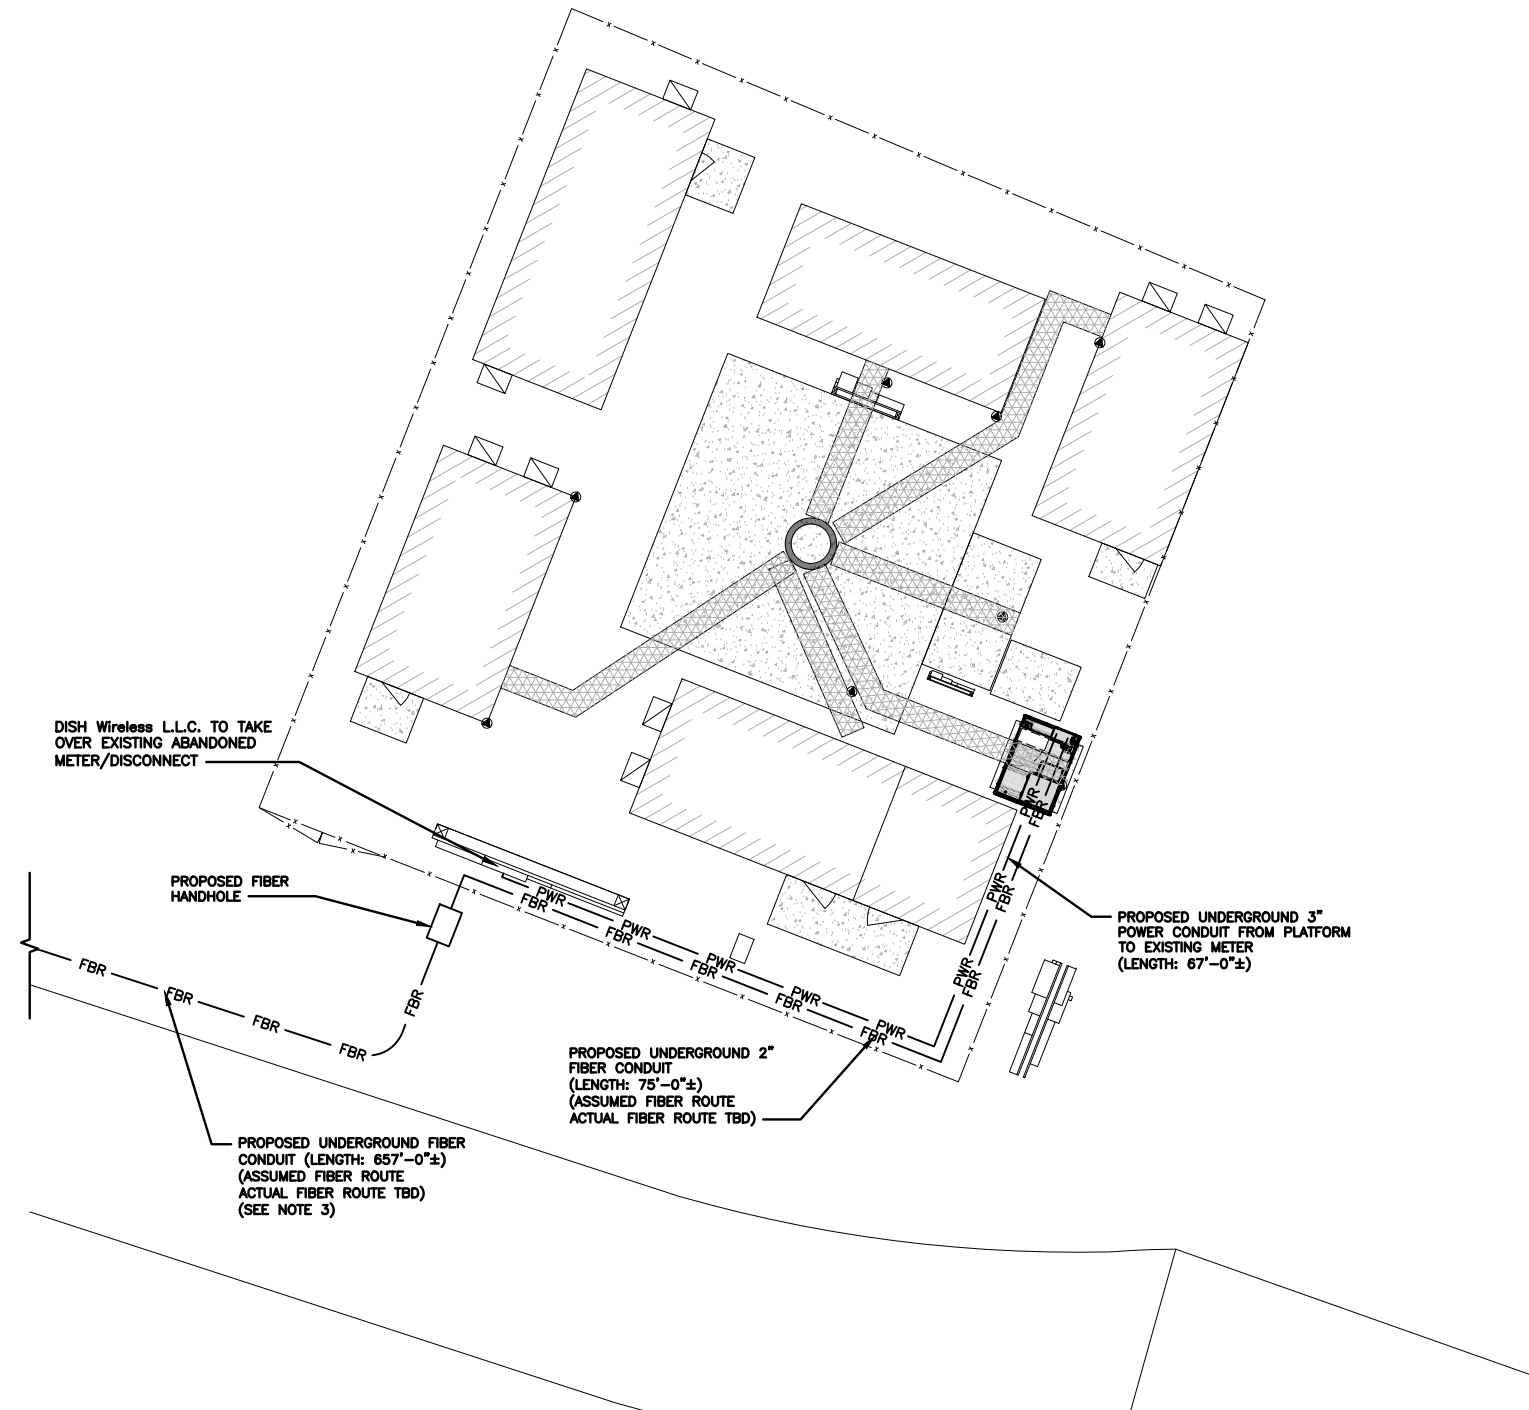 DISH Wireless L.L.C. TO TAKE
OVER EXISTING ABANDONED
METER/DISCONNECT
PROPOSED FIBER
HANDHOLE
PWR
FBR
PWR
FBR
PWR
FBR
PWR
FBR
PWR
FBR
PWR
FBR
PWR
FBR
PWR
FBR
FBR
FBR
FBR
FBR
FBR
PROPOSED UNDERGROUND 3"
POWER CONDUIT FROM PLATFORM
TO EXISTING METER
(LENGTH: 67'-0"±)
PROPOSED UNDERGROUND 2"
FIBER CONDUIT
(LENGTH: 75'-0"±)
(ASSUMED FIBER ROUTE
ACTUAL FIBER ROUTE TBD)
PROPOSED UNDERGROUND FIBER
CONDUIT (LENGTH: 657'-0"±)
(ASSUMED FIBER ROUTE
ACTUAL FIBER ROUTE TBD)
(SEE NOTE 3)